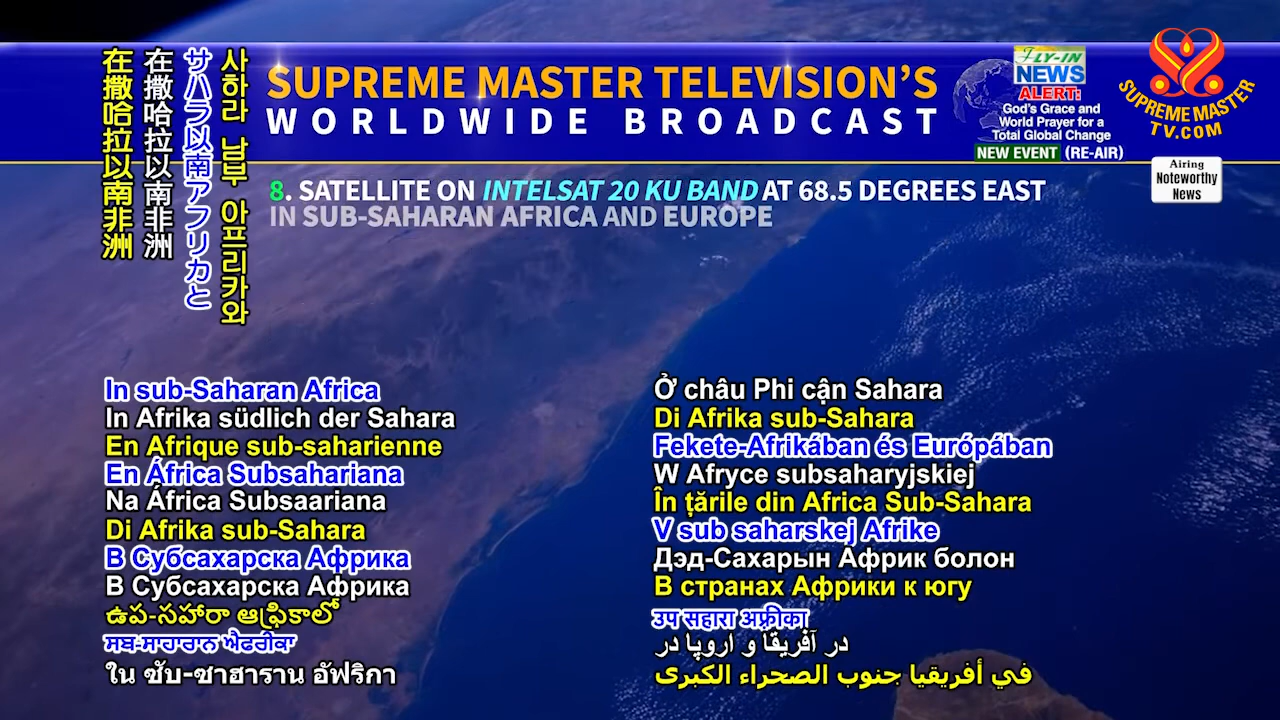 在撒哈拉以南非洲
在撒哈拉以南非洲
サハラ以南アフリカと
사하라 남부 아프리카와
SUPREME MASTER TELEVISION'S
WORLDWIDE BROADCAST
FLY-IN
NEWS
ALERT:
God's Grace and
World Prayer for a
Total Global Change
NEW EVENT (RE-AIR)
SUPREME MASTER
TV.COM
Airing
Noteworthy
News
8. SATELLITE ON INTELSAT 20 KU BAND AT 68.5 DEGREES EAST
IN SUB-SAHARAN AFRICA AND EUROPE
In sub-Saharan Africa
In Afrika südlich der Sahara
En Afrique sub-saharienne
En África Subsahariana
Na África Subsaariana
Di Afrika sub-Sahara
В Субсахарска Африка
В Субсахарска Африка
ఉప-సహారా ఆఫ్రికాలో
ਸਬ-ਸਾਹਾਰਾਨ ਐਫਰੀਕਾ
ใน ซับ-ซาฮาราน อัฟริกา
Ở châu Phi cận Sahara
Di Afrika sub-Sahara
Fekete-Afrikában és Európában
W Afryce subsaharyjskiej
În țările din Africa Sub-Sahara
V sub saharskej Afrike
Дэд-Сахарын Африк болон
В странах Африки к югу
उप सहारा अफ्रीका
در آفریقا و اروپا در
في أفريقيا جنوب الصحراء الكبرى